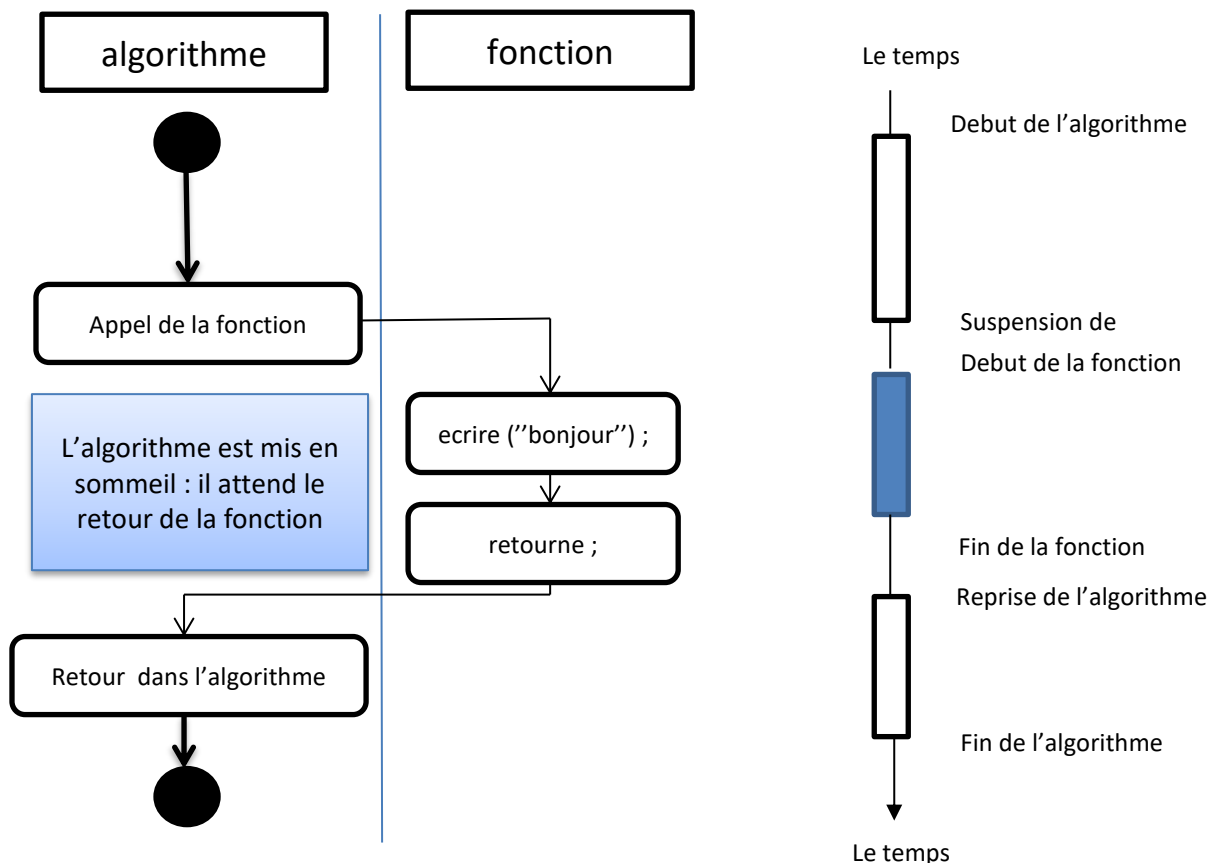 algorithme
fonction
Le temps
Debut de l’algorithme
Appel de la fonction
Suspension de
Debut de la fonction
L’algorithme est mis en
sommeil : il attend le
retour de la fonction
ecrire (’’bonjour’’) ;
retourne ;
Fin de la fonction
Reprise de l’algorithme
Retour  dans l’algorithme
Fin de l’algorithme
Le temps